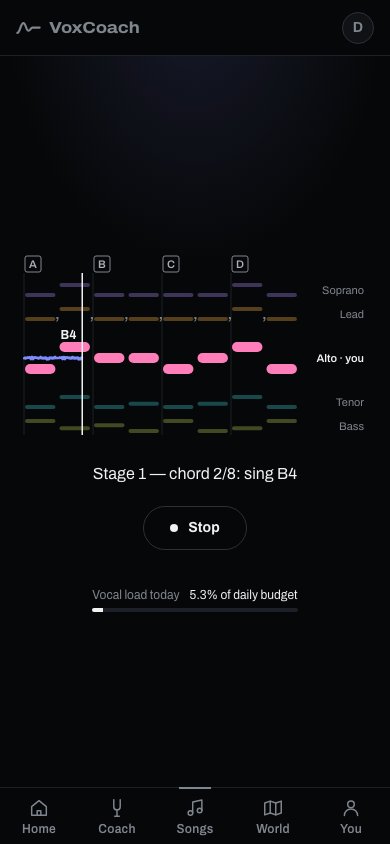 VoxCoach
D
A
B
C
D
Soprano
Lead
B4
Alto · you
Tenor
Bass
Stage 1 — chord 2/8: sing B4
Stop
Vocal load today 5.3% of daily budget
Home Coach Songs World You